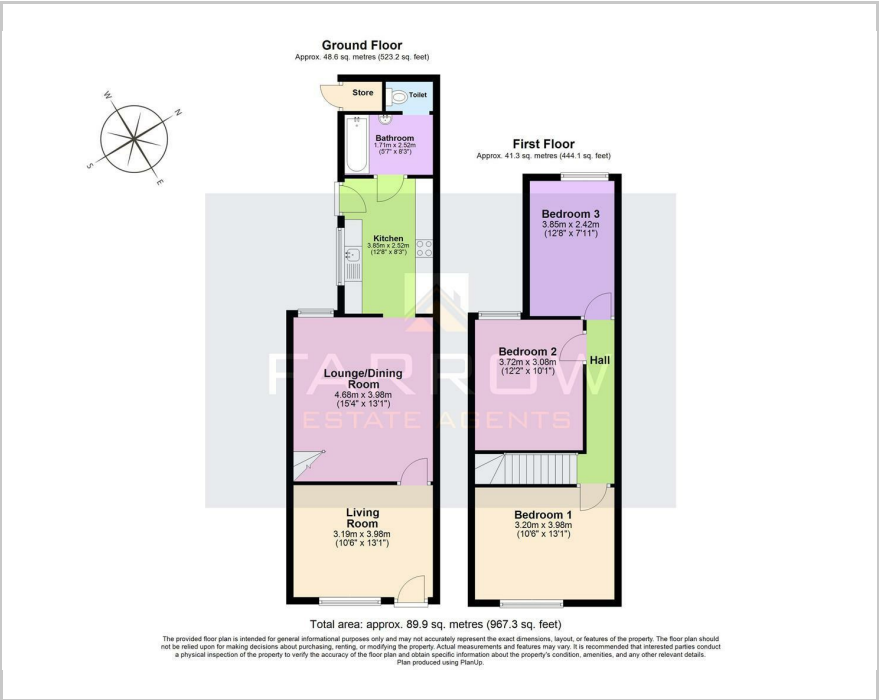 Ground Floor
Approx. 48.6 sq. metres (523.2 sq. feet)
W
N
S
E
Store
Toilet
Bathroom
1.71m x 2.52m
(5'7" x 8'3")
Kitchen
3.85m x 2.52m
(12'8" x 8'3")
Lounge/Dining
Room
4.68m x 3.98m
(15'4" x 13'1")
Living
Room
3.19m x 3.98m
(10'6" x 13'1")
First Floor
Approx. 41.3 sq. metres (444.1 sq. feet)
Bedroom 3
3.85m x 2.42m
(12'8" x 7'11")
Bedroom 2
3.72m x 3.08m
(12'2" x 10'1")
Hall
Bedroom 1
3.20m x 3.98m
(10'6" x 13'1")
FARROW
ESTATE AGENTS
Total area: approx. 89.9 sq. metres (967.3 sq. feet)
The provided floor plan is intended for general informational purposes only and may not accurately represent the exact dimensions, layout, or features of the property. The floor plan should
not be relied upon for making decisions about purchasing, renting, or modifying the property. Actual measurements and features may vary. It is recommended that interested parties conduct
a physical inspection of the property to verify the accuracy of the floor plan and obtain specific information about the property's condition, amenities, and any other relevant details.
Plan produced using PlanUp.